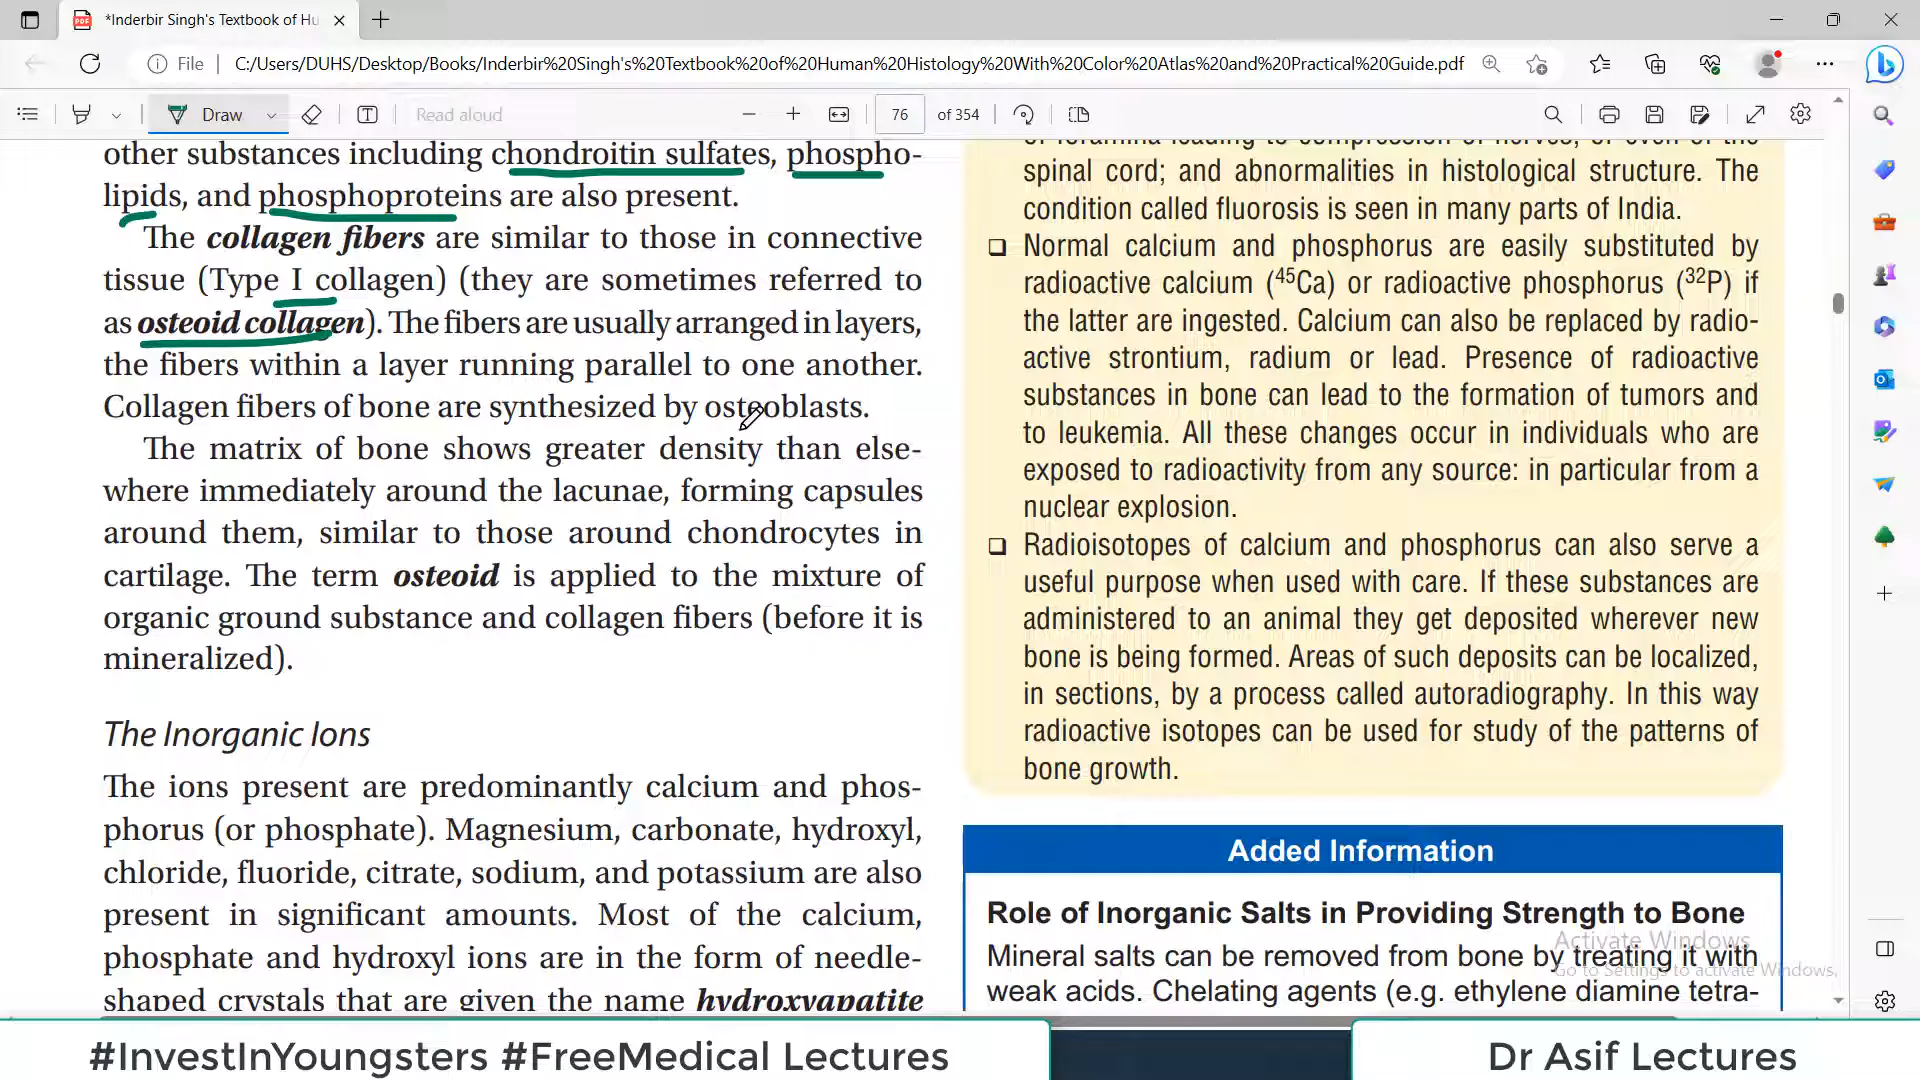 *Inderbir Singh's Textbook of Hu
File
C:/Users/DUHS/Desktop/Books/Inderbir%20Singh's%20Textbook%20of%20Human%20Histology%20With%20Color%20Atlas%20and%20Practical%20Guide.pdf
Draw
Read aloud
76
of 354
other substances including chondroitin sulfates, phospho-
lipids, and phosphoproteins are also present.
The collagen fibers are similar to those in connective
tissue (Type I collagen) (they are sometimes referred to
as osteoid collagen). The fibers are usually arranged in layers,
the fibers within a layer running parallel to one another.
Collagen fibers of bone are synthesized by osteoblasts.
The matrix of bone shows greater density than else-
where immediately around the lacunae, forming capsules
around them, similar to those around chondrocytes in
cartilage. The term osteoid is applied to the mixture of
organic ground substance and collagen fibers (before it is
mineralized).
The Inorganic Ions
The ions present are predominantly calcium and phos-
phorus (or phosphate). Magnesium, carbonate, hydroxyl,
chloride, fluoride, citrate, sodium, and potassium are also
present in significant amounts. Most of the calcium,
phosphate and hydroxyl ions are in the form of needle-
shaped crystals that are given the name hydroxyapatite
of foramina leading to compression of nerves, or even of the
spinal cord; and abnormalities in histological structure. The
condition called fluorosis is seen in many parts of India.
❑ Normal calcium and phosphorus are easily substituted by
radioactive calcium (⁴⁵Ca) or radioactive phosphorus (³²P) if
the latter are ingested. Calcium can also be replaced by radio-
active strontium, radium or lead. Presence of radioactive
substances in bone can lead to the formation of tumors and
to leukemia. All these changes occur in individuals who are
exposed to radioactivity from any source: in particular from a
nuclear explosion.
❑ Radioisotopes of calcium and phosphorus can also serve a
useful purpose when used with care. If these substances are
administered to an animal they get deposited wherever new
bone is being formed. Areas of such deposits can be localized,
in sections, by a process called autoradiography. In this way
radioactive isotopes can be used for study of the patterns of
bone growth.
Added Information
Role of Inorganic Salts in Providing Strength to Bone
Mineral salts can be removed from bone by treating it with
weak acids. Chelating agents (e.g. ethylene diamine tetra-
Activate Windows
Go to Settings to activate Windows.
#InvestInYoungsters #FreeMedical Lectures
Dr Asif Lectures